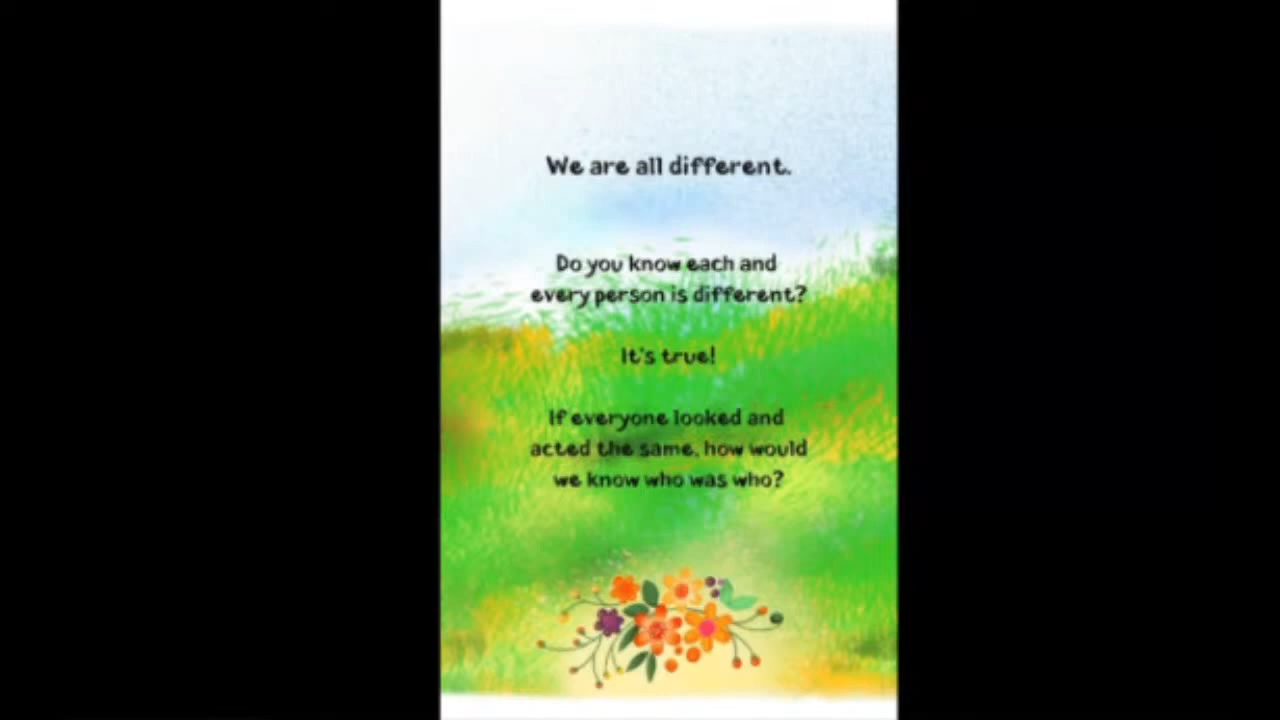 We are all different.
Do you know each and
every person is different?
It's true!
If everyone looked and
acted the same, how would
we know who was who?